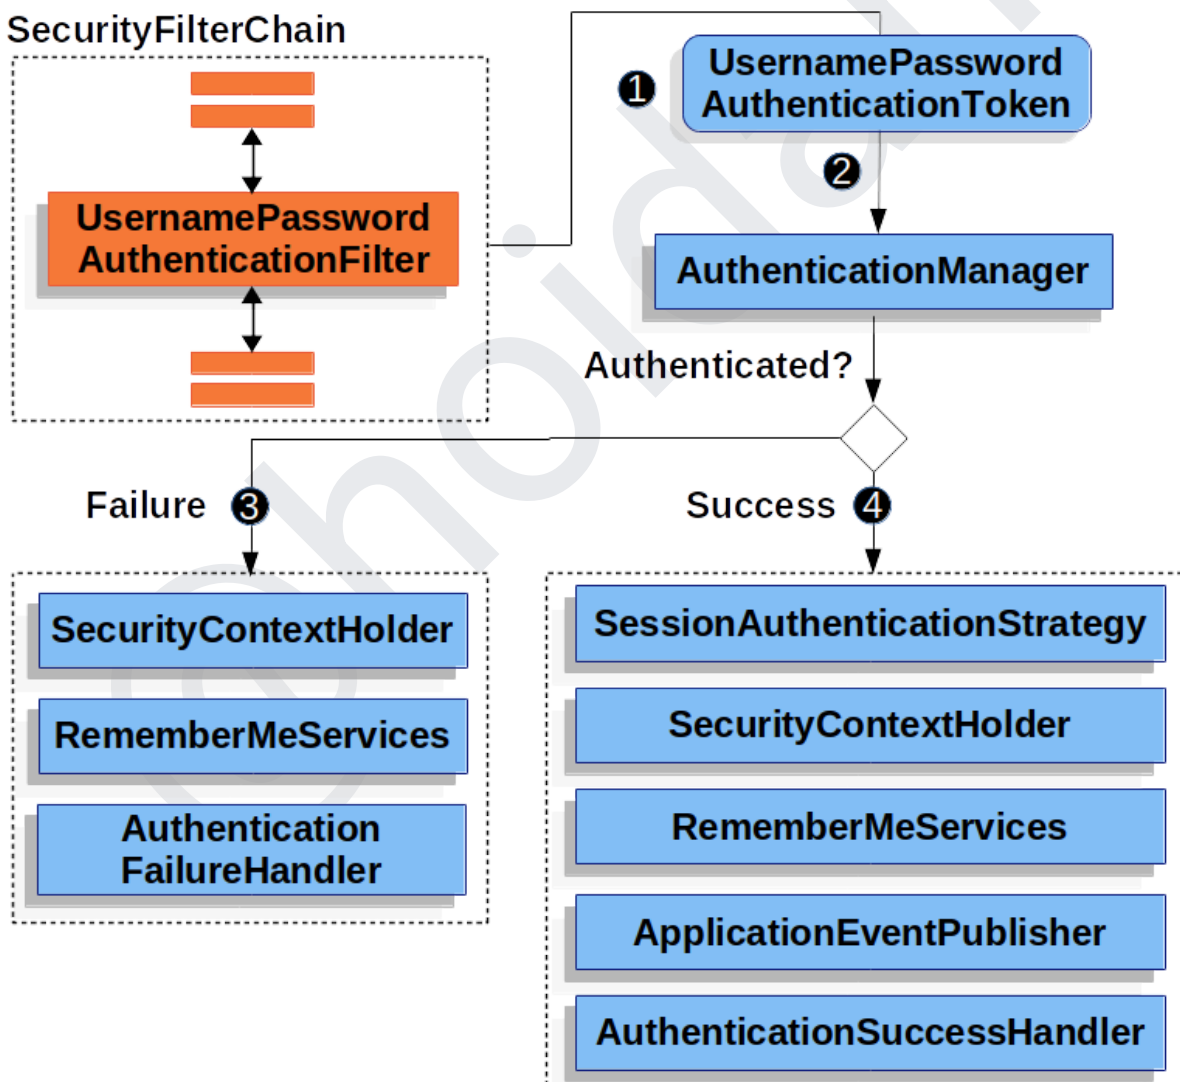 SecurityFilterChain
UsernamePassword
AuthenticationFilter
1
UsernamePassword
AuthenticationToken
2
AuthenticationManager
Authenticated?
Failure 3
SecurityContextHolder
RememberMeServices
Authentication
FailureHandler
Success 4
SessionAuthenticationStrategy
SecurityContextHolder
RememberMeServices
ApplicationEventPublisher
AuthenticationSuccessHandler